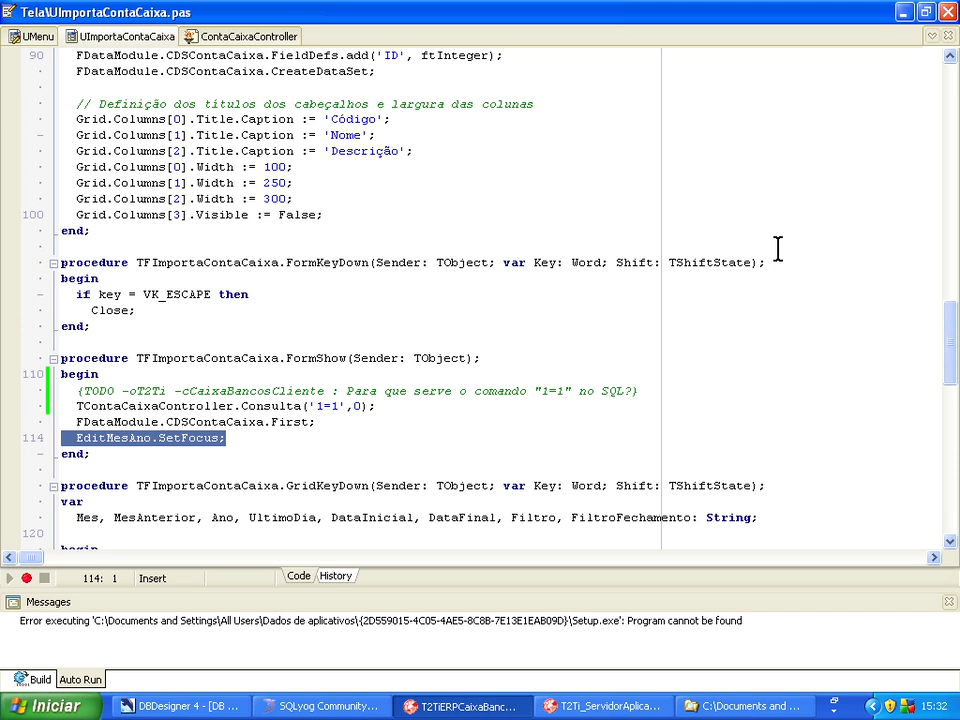 Tela\UImportaContaCaixa.pas
UMenu UImportaContaCaixa ContaCaixaController
90 FDataModule.CDSContaCaixa.FieldDefs.add('ID', ftInteger);
FDataModule.CDSContaCaixa.CreateDataSet;
// Definição dos títulos dos cabeçalhos e largura das colunas
Grid.Columns[0].Title.Caption := 'Código';
Grid.Columns[1].Title.Caption := 'Nome';
Grid.Columns[2].Title.Caption := 'Descrição';
Grid.Columns[0].Width := 100;
Grid.Columns[1].Width := 250;
Grid.Columns[2].Width := 300;
100 Grid.Columns[3].Visible := False;
end;
procedure TFImportaContaCaixa.FormKeyDown(Sender: TObject; var Key: Word; Shift: TShiftState);
begin
if key = VK_ESCAPE then
Close;
end;
procedure TFImportaContaCaixa.FormShow(Sender: TObject);
110 begin
{TODO -oT2Ti -cCaixaBancosCliente : Para que serve o comando "1=1" no SQL?}
TContaCaixaController.Consulta('1=1',0);
FDataModule.CDSContaCaixa.First;
114 EditMesAno.SetFocus;
end;
procedure TFImportaContaCaixa.GridKeyDown(Sender: TObject; var Key: Word; Shift: TShiftState);
var
Mes, MesAnterior, Ano, UltimoDia, DataInicial, DataFinal, Filtro, FiltroFechamento: String;
120
begin
114: 1 Insert Code History
Messages
Error executing 'C:\Documents and Settings\All Users\Dados de aplicativos\{2D559015-4C05-4AE5-8C8B-7E13E1EAB09D}\Setup.exe': Program cannot be found
Build Auto Run
Iniciar DBDesigner 4 - [DB ... SQLyog Community... T2TiERPCaixaBanc... T2Ti_ServidorAplica... C:\Documents and ... 15:32